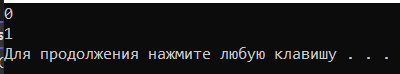 0
1
Для продолжения нажмите любую клавишу . . .